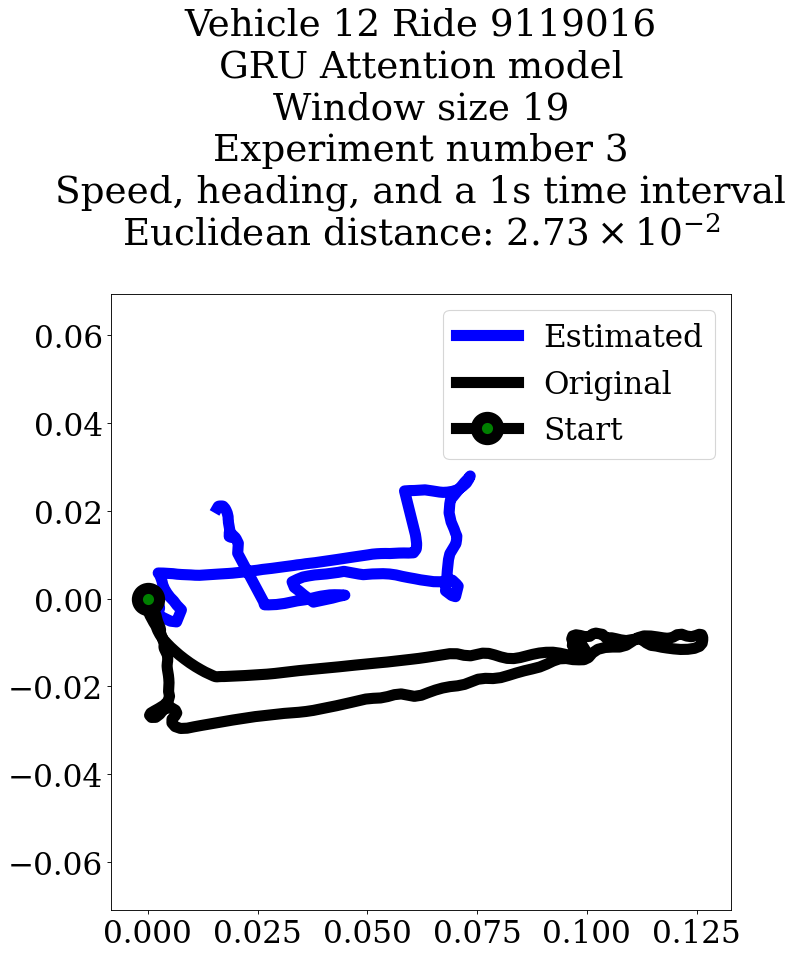 Vehicle 12 Ride 9119016
GRU Attention model
Window size 19
Experiment number 3
Speed, heading, and a 1s time interval
Euclidean distance: 2.73 × 10⁻²
Estimated
Original
Start
0.06
0.04
0.02
0.00
−0.02
−0.04
−0.06
0.000 0.025 0.050 0.075 0.100 0.125